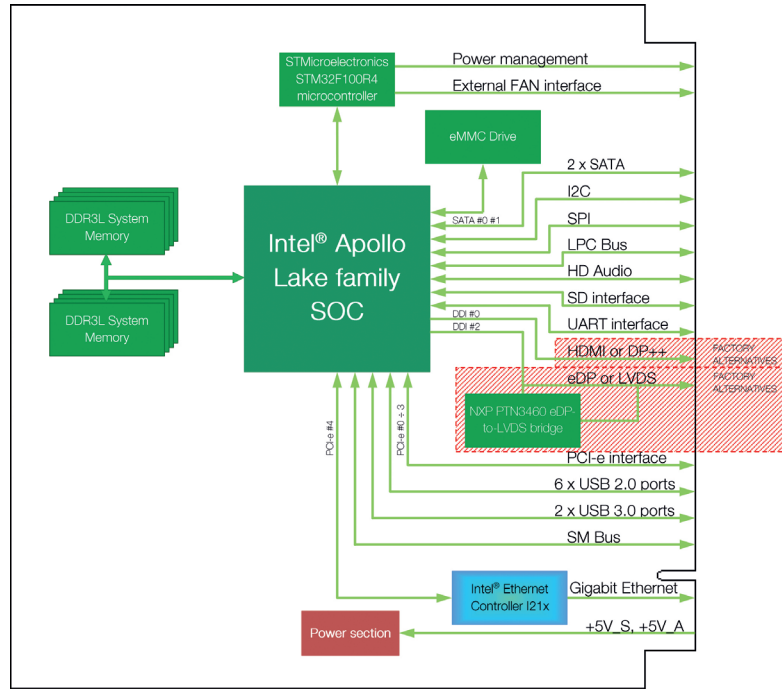 STMicroelectronics
STM32F100R4
microcontroller
Power management
External FAN interface
eMMC Drive
2 x SATA
SATA #0 #1
I2C
SPI
LPC Bus
HD Audio
SD interface
UART interface
DDR3L System
Memory
DDR3L System
Memory
Intel® Apollo
Lake family
SOC
DDI #0
DDI #2
HDMI or DP++
FACTORY
ALTERNATIVES
eDP or LVDS
FACTORY
ALTERNATIVES
NXP PTN3460 eDP-
to-LVDS bridge
PCI-e #4
PCI-e #0 ÷ 3
PCI-e interface
6 x USB 2.0 ports
2 x USB 3.0 ports
SM Bus
Intel® Ethernet
Controller I21x
Gigabit Ethernet
Power section
+5V_S, +5V_A